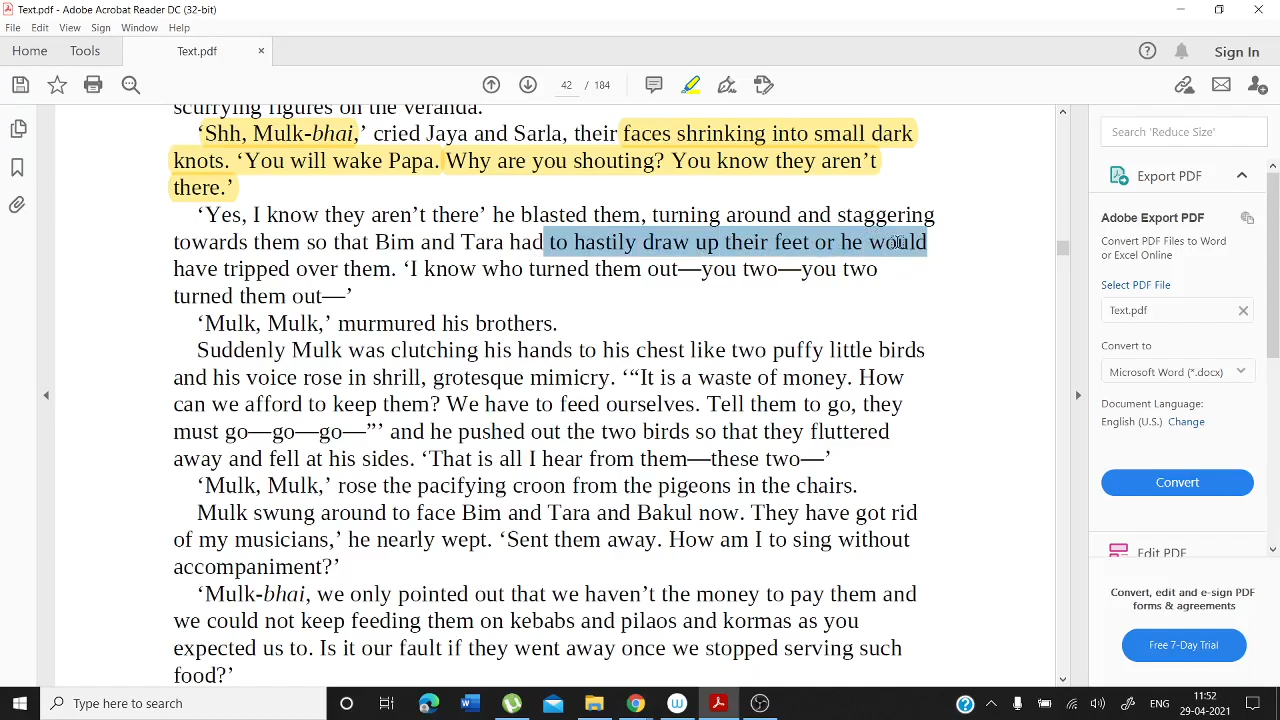 Text.pdf - Adobe Acrobat Reader DC (32-bit)
File Edit View Sign Window Help
Home Tools Text.pdf × Sign In
42 / 184
scurrying figures on the veranda.
‘Shh, Mulk-bhai,’ cried Jaya and Sarla, their faces shrinking into small dark
knots. ‘You will wake Papa. Why are you shouting? You know they aren’t
there.’
‘Yes, I know they aren’t there’ he blasted them, turning around and staggering
towards them so that Bim and Tara had to hastily draw up their feet or he would
have tripped over them. ‘I know who turned them out—you two—you two
turned them out—’
‘Mulk, Mulk,’ murmured his brothers.
Suddenly Mulk was clutching his hands to his chest like two puffy little birds
and his voice rose in shrill, grotesque mimicry. ‘“It is a waste of money. How
can we afford to keep them? We have to feed ourselves. Tell them to go, they
must go—go—go—”’ and he pushed out the two birds so that they fluttered
away and fell at his sides. ‘That is all I hear from them—these two—’
‘Mulk, Mulk,’ rose the pacifying croon from the pigeons in the chairs.
Mulk swung around to face Bim and Tara and Bakul now. They have got rid
of my musicians,’ he nearly wept. ‘Sent them away. How am I to sing without
accompaniment?’
‘Mulk-bhai, we only pointed out that we haven’t the money to pay them and
we could not keep feeding them on kebabs and pilaos and kormas as you
expected us to. Is it our fault if they went away once we stopped serving such
food?’
Search 'Reduce Size'
Export PDF
Adobe Export PDF
Convert PDF Files to Word
or Excel Online
Select PDF File
Text.pdf
Convert to
Microsoft Word (*.docx)
Document Language:
English (U.S.) Change
Convert
Edit PDF
Convert, edit and e-sign PDF
forms & agreements
Free 7-Day Trial
Type here to search
ENG
11:52
29-04-2021